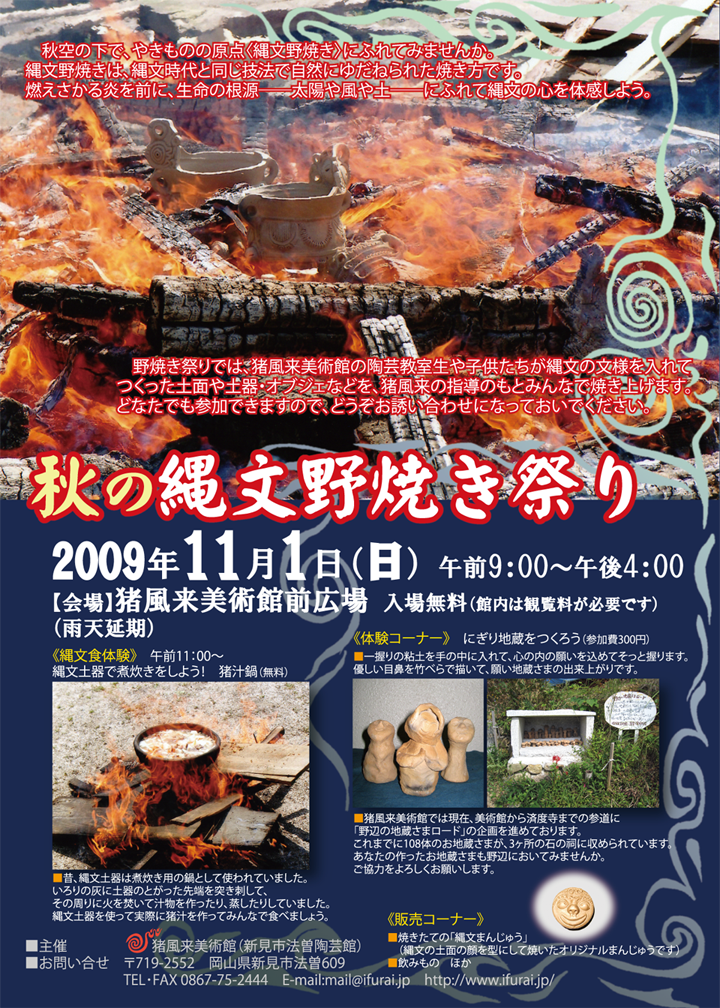 秋空の下で、やきものの原点〈縄文野焼き〉にふれてみませんか。
縄文野焼きは、縄文時代と同じ技法で自然にゆだねられた焼き方です。
燃えさかる炎を前に、生命の根源――太陽や風や土――にふれて縄文の心を体感しよう。
野焼き祭りでは、猪風来美術館の陶芸教室生や子供たちが縄文の文様を入れて
つくった土面や土器・オブジェなどを、猪風来の指導のもとみんなで焼き上げます。
どなたでも参加できますので、どうぞお誘い合わせになっておいでください。
秋の縄文野焼き祭り
2009年11月1日(日) 午前9:00～午後4:00
【会場】猪風来美術館前広場 入場無料(館内は観覧料が必要です)
(雨天延期)
《縄文食体験》 午前11:00～
縄文土器で煮炊きをしよう! 猪汁鍋(無料)
■昔、縄文土器は煮炊き用の鍋として使われていました。
いろりの灰に土器のとがった先端を突き刺して、
その周りに火を焚いて汁物を作ったり、蒸したりしていました。
縄文土器を使って実際に猪汁を作ってみんなで食べましょう。
《体験コーナー》 にぎり地蔵をつくろう(参加費300円)
■一握りの粘土を手の中に入れて、心の内の願いを込めてそっと握ります。
優しい目鼻を竹べらで描いて、願い地蔵さまの出来上がりです。
■猪風来美術館では現在、美術館から済度寺までの参道に
「野辺の地蔵さまロード」の企画を進めております。
これまでに108体のお地蔵さまが、3ヶ所の石の祠に収められています。
あなたの作ったお地蔵さまも野辺においてみませんか。
ご協力をよろしくお願いします。
《販売コーナー》
■焼きたての「縄文まんじゅう」
(縄文の土面の顔を型にして焼いたオリジナルまんじゅうです)
■飲みもの ほか
■主催 猪風来美術館(新見市法曽陶芸館)
■お問い合せ 〒719-2552 岡山県新見市法曽609
TEL・FAX 0867-75-2444 E-mail:mail@ifurai.jp http://www.ifurai.jp/